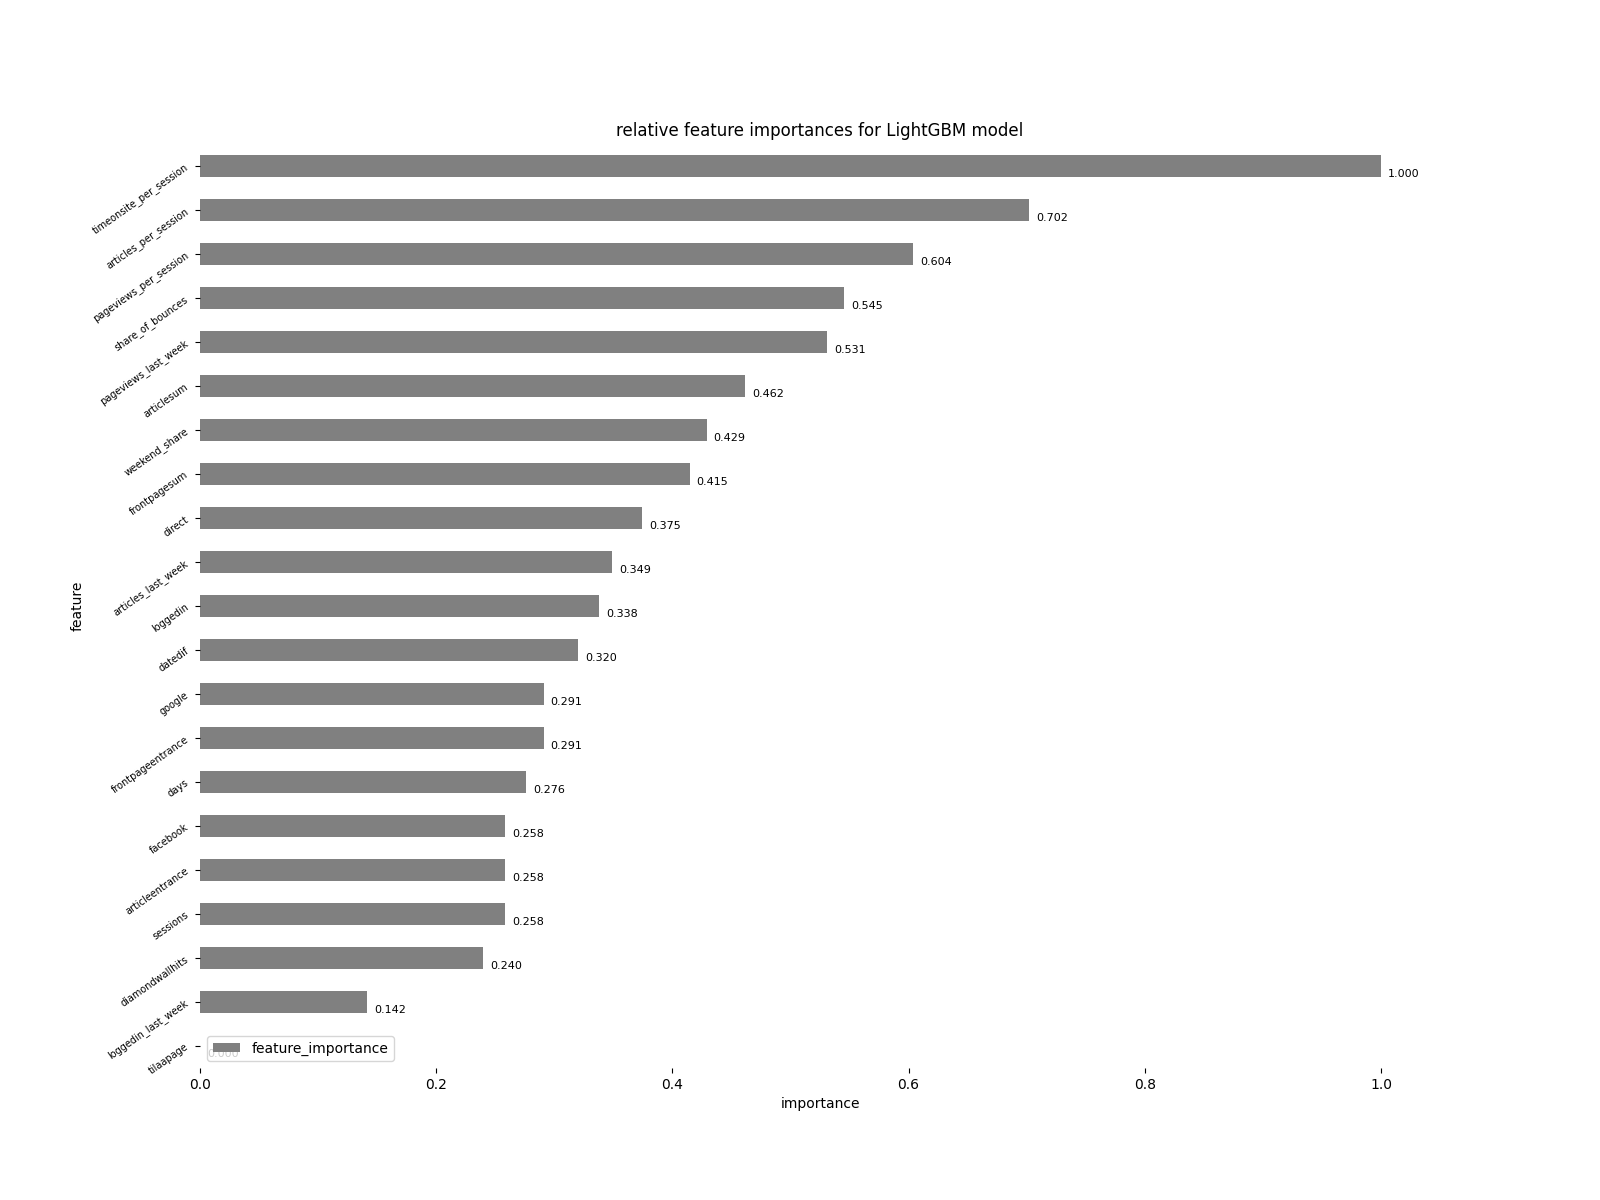 relative feature importances for LightGBM model
timeonsite_per_session 1.000
articles_per_session 0.702
pageviews_per_session 0.604
share_of_bounces 0.545
pageviews_last_week 0.531
articlesum 0.462
weekend_share 0.429
frontpagesum 0.415
direct 0.375
articles_last_week 0.349
loggedin 0.338
datedif 0.320
google 0.291
frontpageentrance 0.291
days 0.276
facebook 0.258
articleentrance 0.258
sessions 0.258
diamondwallhits 0.240
loggedin_last_week 0.142
tilaapage 0.000
feature_importance
feature
0.0 0.2 0.4 0.6 0.8 1.0
importance